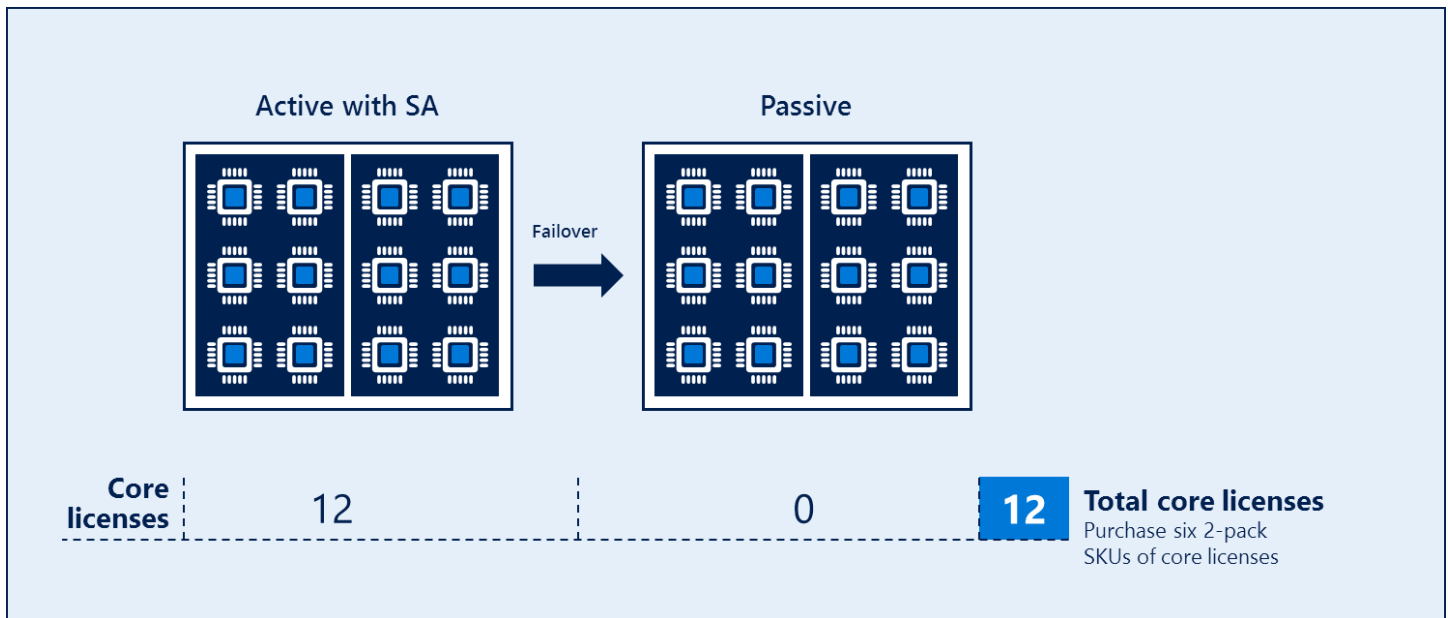 Active with SA
Passive
Failover
Core
licenses
12
0
12
Total core licenses
Purchase six 2-pack
SKUs of core licenses